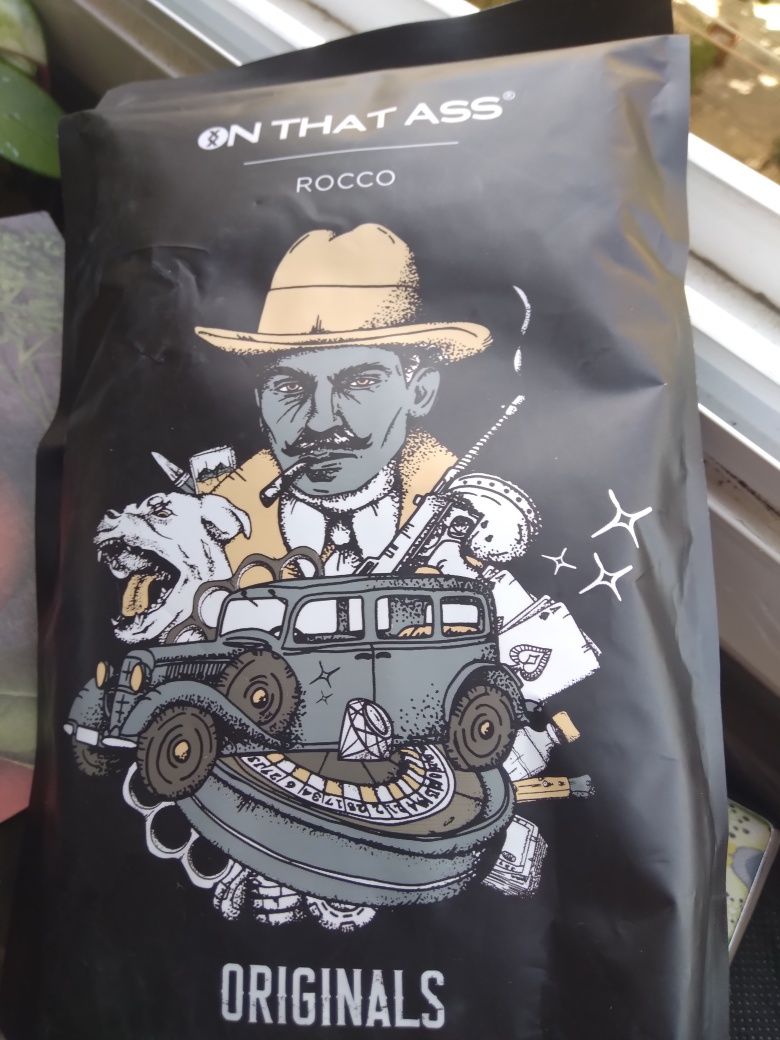 ON THAT ASS®
ROCCO
ORIGINALS